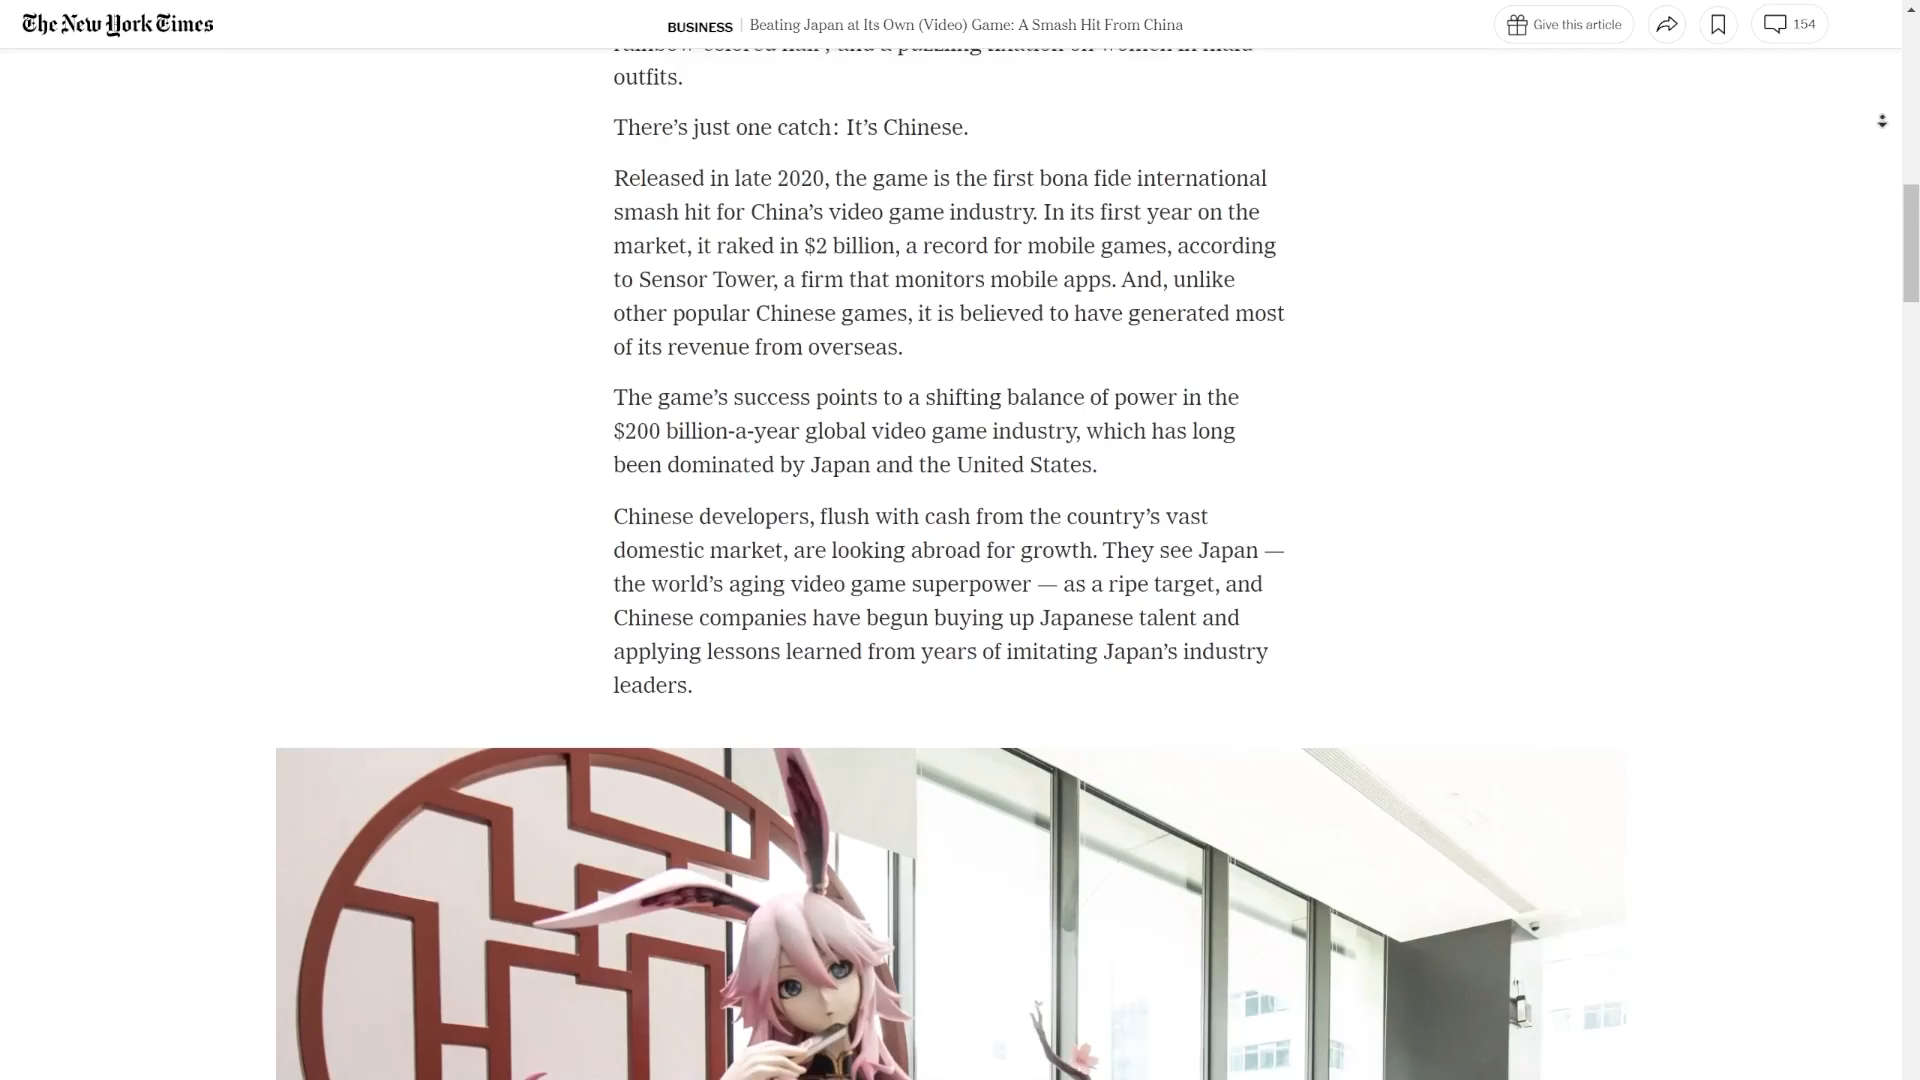 The New York Times
BUSINESS
Beating Japan at Its Own (Video) Game: A Smash Hit From China
Give this article
154
outfits.
There’s just one catch: It’s Chinese.
Released in late 2020, the game is the first bona fide international
smash hit for China’s video game industry. In its first year on the
market, it raked in $2 billion, a record for mobile games, according
to Sensor Tower, a firm that monitors mobile apps. And, unlike
other popular Chinese games, it is believed to have generated most
of its revenue from overseas.
The game’s success points to a shifting balance of power in the
$200 billion-a-year global video game industry, which has long
been dominated by Japan and the United States.
Chinese developers, flush with cash from the country’s vast
domestic market, are looking abroad for growth. They see Japan —
the world’s aging video game superpower — as a ripe target, and
Chinese companies have begun buying up Japanese talent and
applying lessons learned from years of imitating Japan’s industry
leaders.